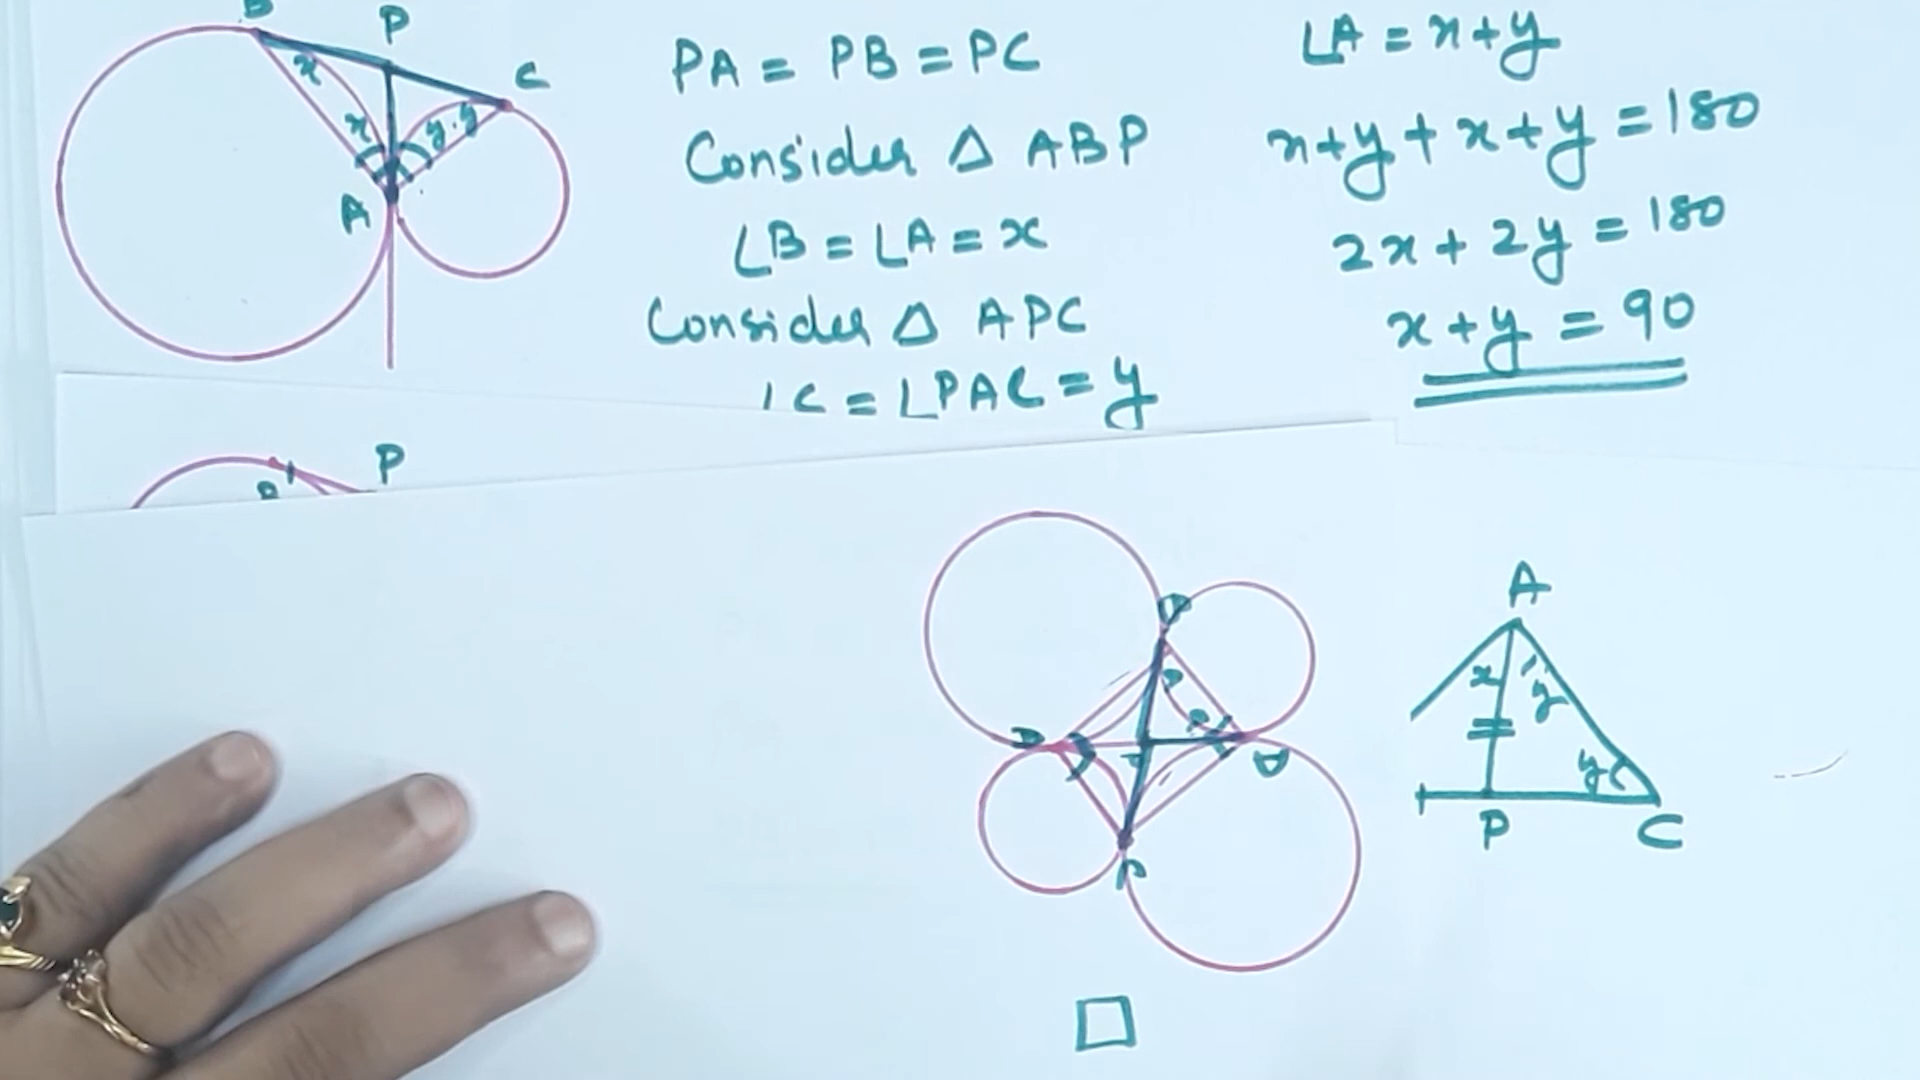 B
P
C
x
x
y
y
A
PA = PB = PC
Consider △ ABP
∠B = ∠A = x
Consider △ APC
∠C = ∠PAC = y
∠A = x+y
x+y + x+y = 180
2x + 2y = 180
x + y = 90
P
B
D
P
A
x
y
y
P
C